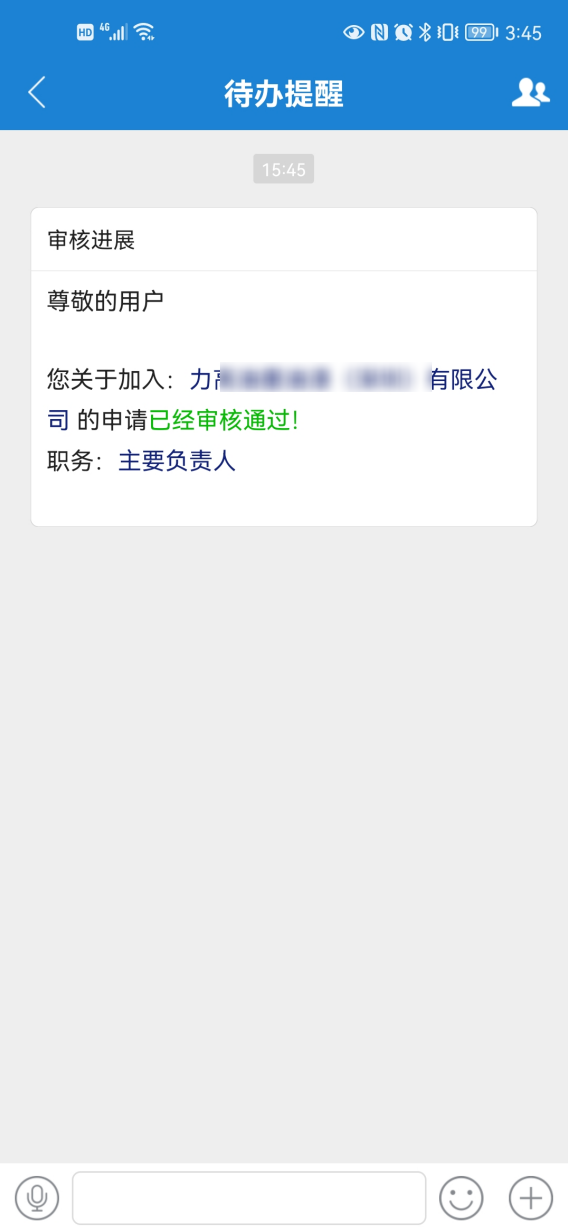 HD 4G 99 3:45
待办提醒
15:45
审核进展
尊敬的用户
您关于加入：力 有限公
司 的申请已经审核通过！
职务：主要负责人